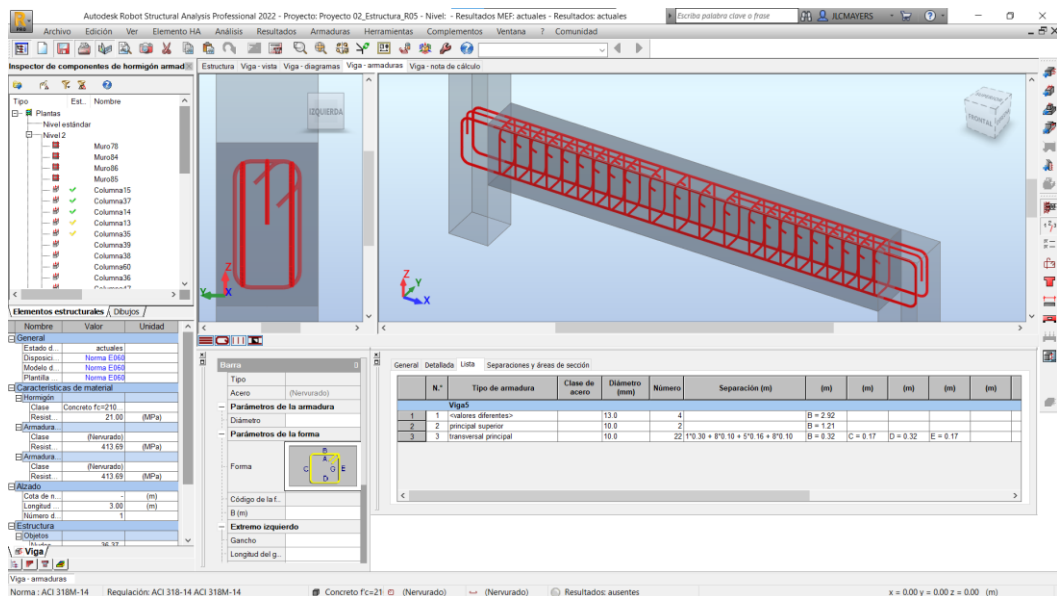 Autodesk Robot Structural Analysis Professional 2022 - Proyecto: Proyecto 02_Estructura_R05 - Nivel: - Resultados MEF: actuales - Resultados: actuales
Escriba palabra clave o frase
JLCMAYERS
PRO
Archivo Edición Ver Elemento HA Análisis Resultados Armaduras Herramientas Complementos Ventana ? Comunidad
Inspector de componentes de hormigón armad
Estructura Viga - vista Viga - diagramas Viga - armaduras Viga - nota de cálculo
Tipo Est.. Nombre
Plantas
Nivel estándar
Nivel 2
Muro78
Muro84
Muro86
Muro85
Columna15
Columna37
Columna14
Columna13
Columna35
Columna39
Columna38
Columna60
Columna36
IZQUIERDA
FRONTAL
Z
Y
X
Z
Y
X
Elementos estructurales Dibujos
Nombre Valor Unidad
General
Estado d... actuales
Disposici... Norma E060
Modelo d... Norma E060
Plantilla ... Norma E060
Características de material
Hormigón
Clase Concreto f'c=210...
Resist... 21.00 (MPa)
Armadura...
Clase (Nervurado)
Resist... 413.69 (MPa)
Armadura...
Clase (Nervurado)
Resist... 413.69 (MPa)
Alzado
Cota de n... - (m)
Longitud ... 3.00 (m)
Número d... 1
Estructura
Objetos
Viga
Barra
Tipo
Acero (Nervurado)
Parámetros de la armadura
Diámetro
Parámetros de la forma
Forma
B
A
C G E
D
Código de la f...
B (m)
Extremo izquierdo
Gancho
Longitud del g...
General Detallada Lista Separaciones y áreas de sección
N.° Tipo de armadura Clase de acero Diámetro (mm) Número Separación (m) (m) (m) (m) (m) (m)
Viga5
1 1 <valores diferentes> 13.0 4 B = 2.92
2 2 principal superior 10.0 2 B = 1.21
3 3 transversal principal 10.0 22 1*0.30 + 8*0.10 + 5*0.16 + 8*0.10 B = 0.32 C = 0.17 D = 0.32 E = 0.17
Viga - armaduras
Norma : ACI 318M-14 Regulación: ACI 318-14 ACI 318M-14 Concreto f'c=21 (Nervurado) (Nervurado) Resultados: ausentes x = 0.00 y = 0.00 z = 0.00 (m)